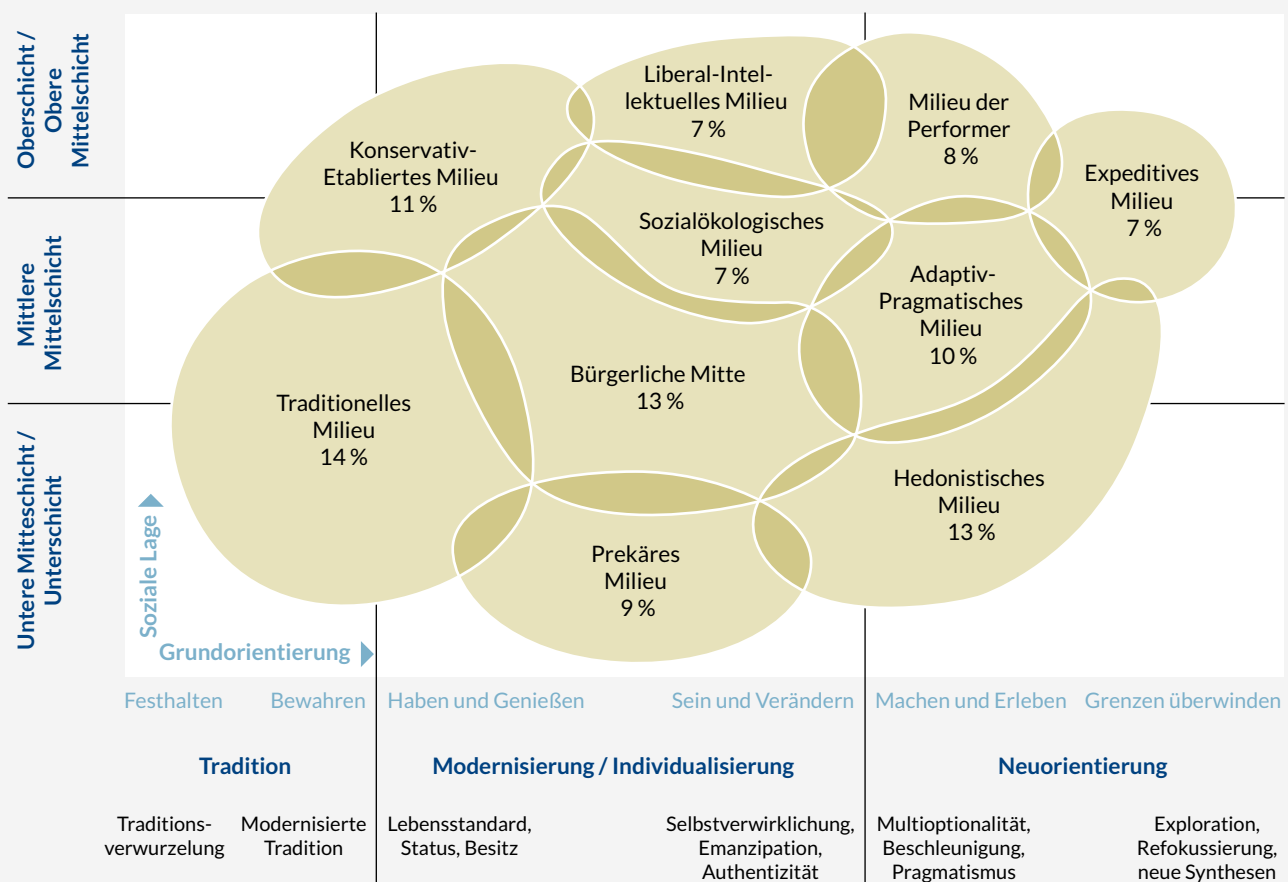 Oberschicht /
Obere
Mittelschicht
Mittlere
Mittelschicht
Untere Mitteschicht /
Unterschicht
Soziale Lage
Grundorientierung
Konservativ-
Etabliertes Milieu
11 %
Liberal-Intel-
lektuelles Milieu
7 %
Milieu der
Performer
8 %
Expeditives
Milieu
7 %
Sozialökologisches
Milieu
7 %
Adaptiv-
Pragmatisches
Milieu
10 %
Bürgerliche Mitte
13 %
Traditionelles
Milieu
14 %
Hedonistisches
Milieu
13 %
Prekäres
Milieu
9 %
Festhalten
Bewahren
Haben und Genießen
Sein und Verändern
Machen und Erleben
Grenzen überwinden
Tradition
Modernisierung / Individualisierung
Neuorientierung
Traditions-
verwurzelung
Modernisierte
Tradition
Lebensstandard,
Status, Besitz
Selbstverwirklichung,
Emanzipation,
Authentizität
Multioptionalität,
Beschleunigung,
Pragmatismus
Exploration,
Refokussierung,
neue Synthesen